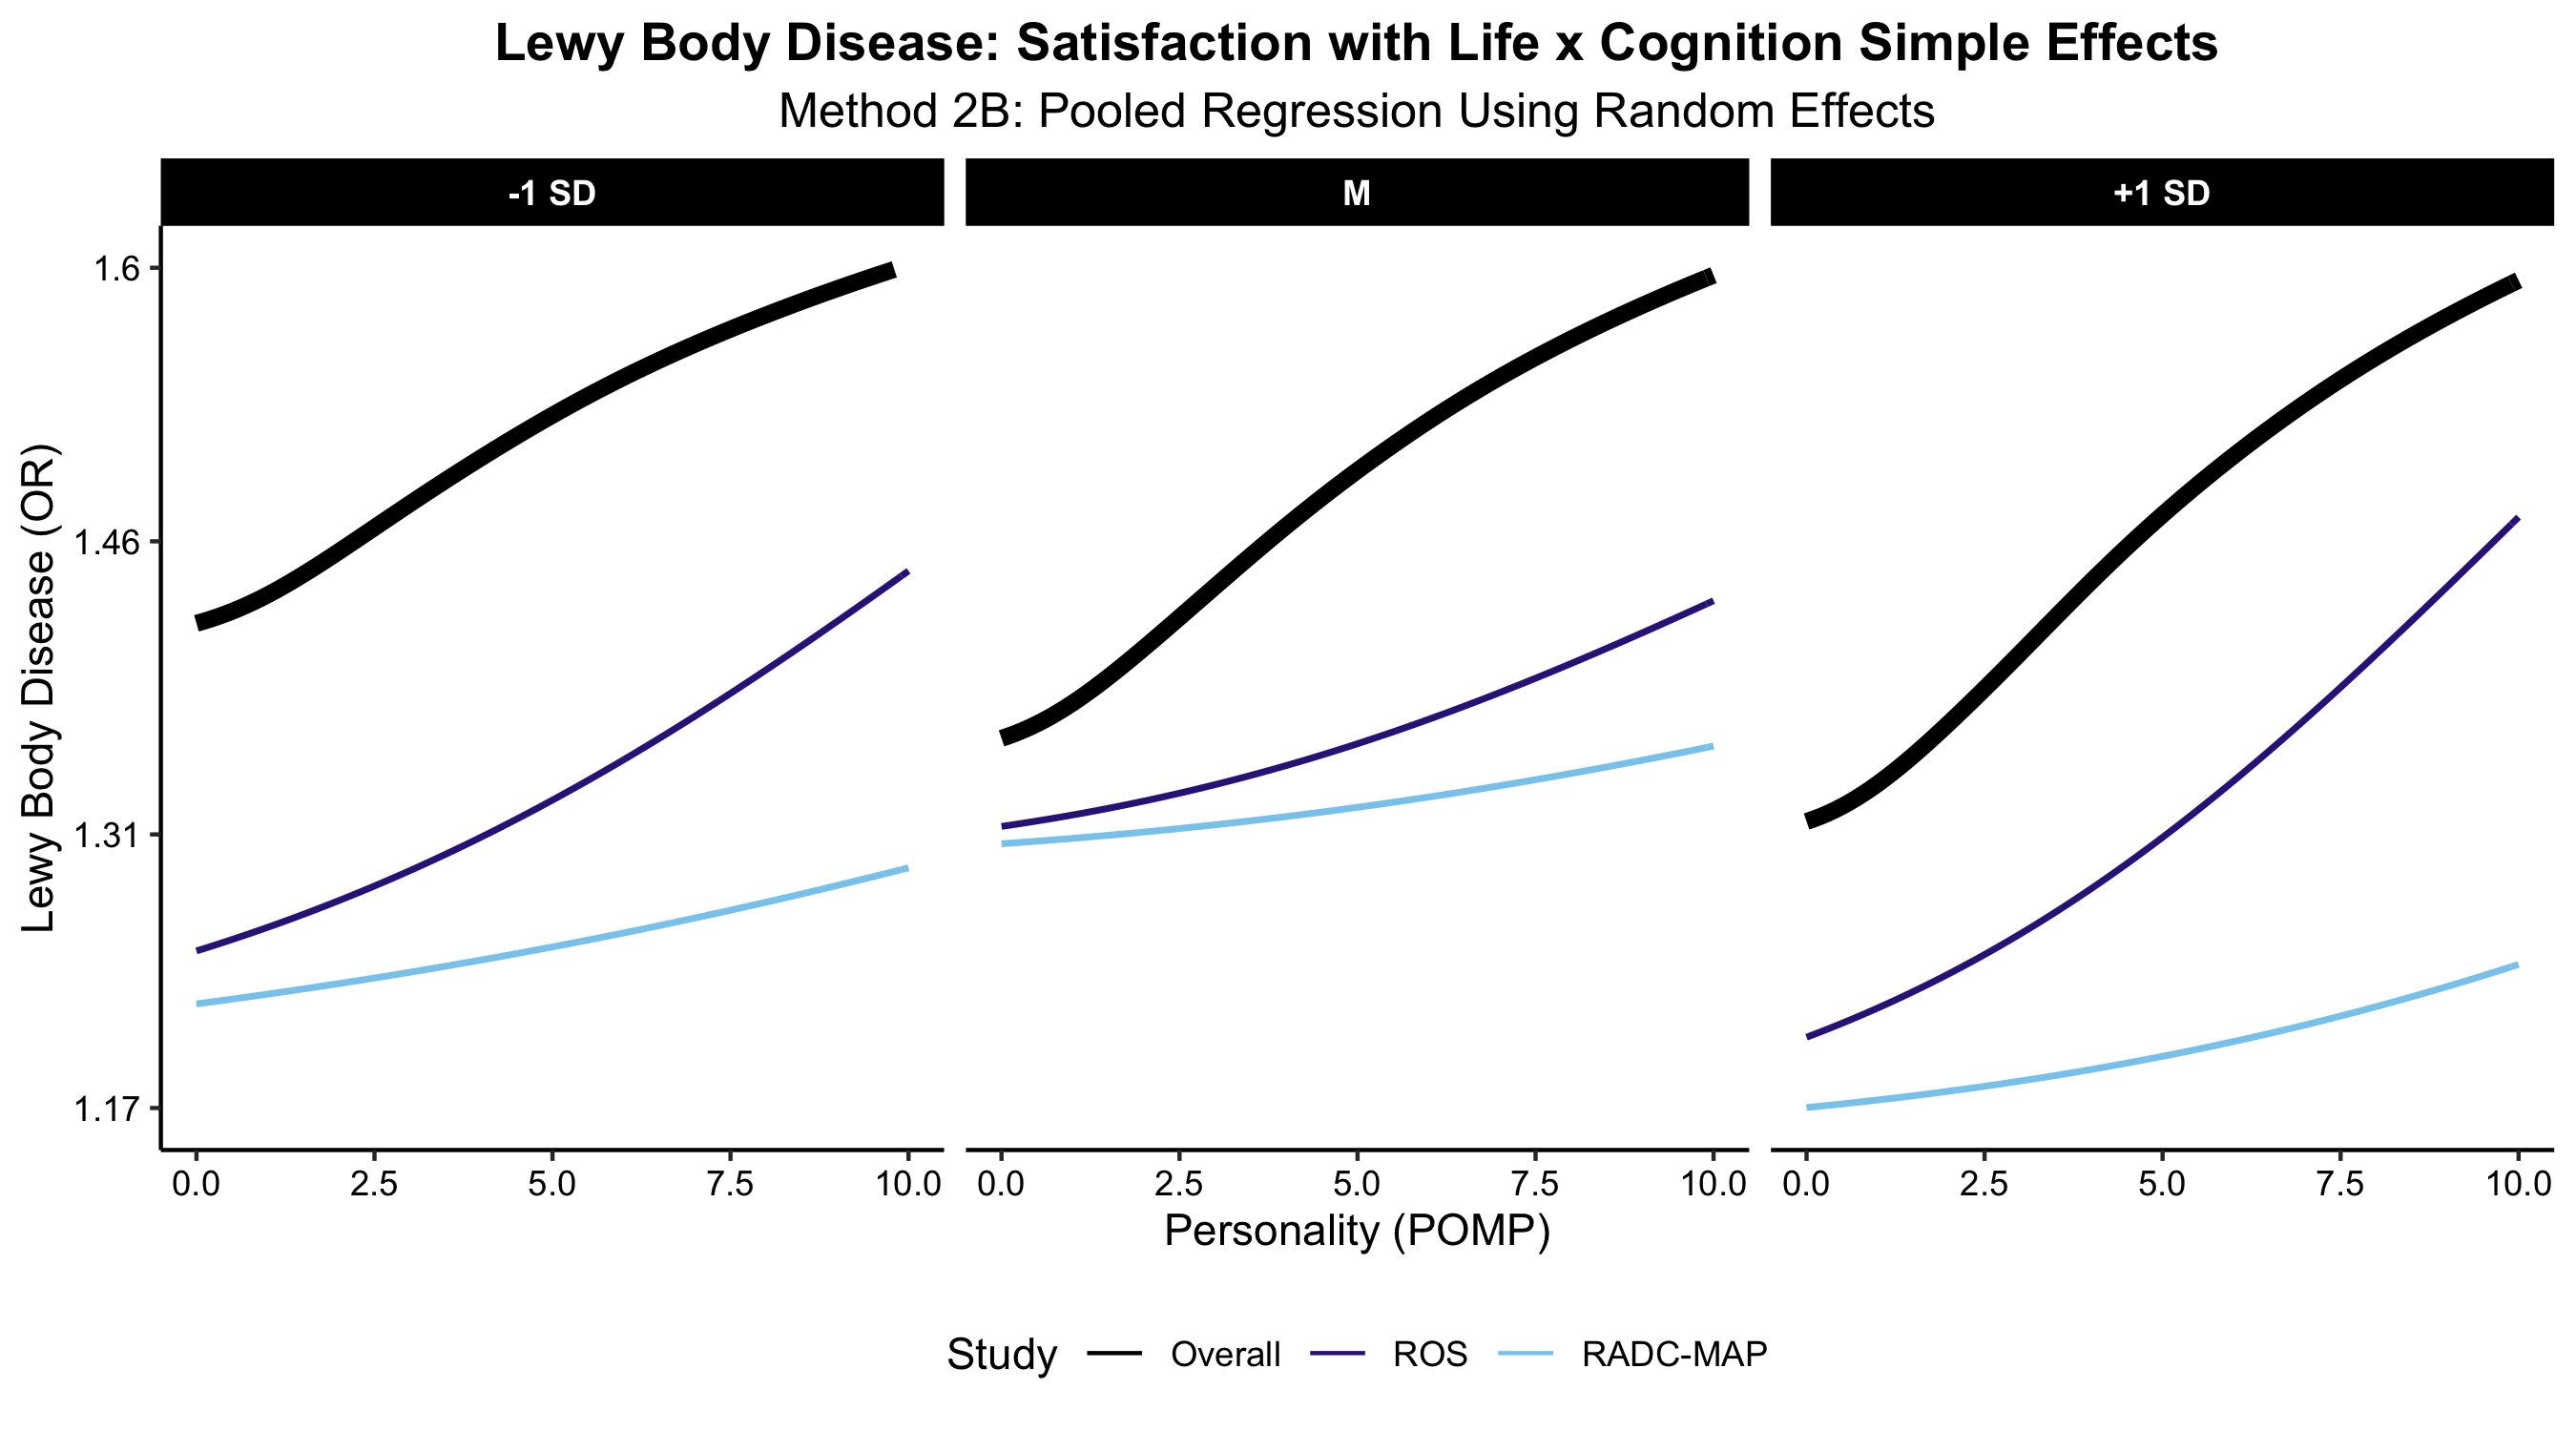 Lewy Body Disease: Satisfaction with Life x Cognition Simple Effects
Method 2B: Pooled Regression Using Random Effects
-1 SD M +1 SD
Lewy Body Disease (OR)
1.6
1.46
1.31
1.17
0.0 2.5 5.0 7.5 10.0 0.0 2.5 5.0 7.5 10.0 0.0 2.5 5.0 7.5 10.0
Personality (POMP)
Study Overall ROS RADC-MAP